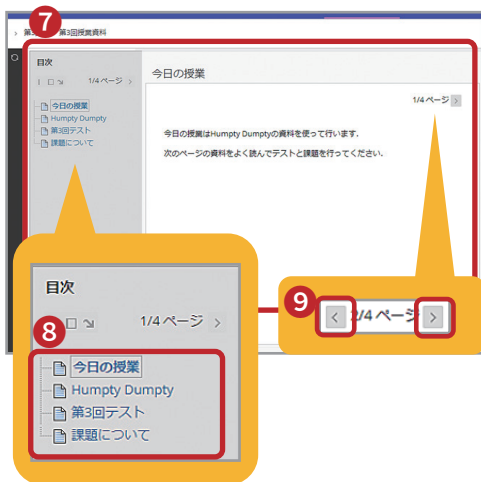 第3回授業資料
7
目次
1/4 ページ >
今日の授業
Humpty Dumpty
第3回テスト
課題について
今日の授業
1/4 ページ >
今日の授業はHumpty Dumptyの資料を使って行います.
次のページの資料をよく読んでテストと課題を行ってください.
目次
8
1/4 ページ >
今日の授業
Humpty Dumpty
第3回テスト
課題について
9
< 2/4 ページ >